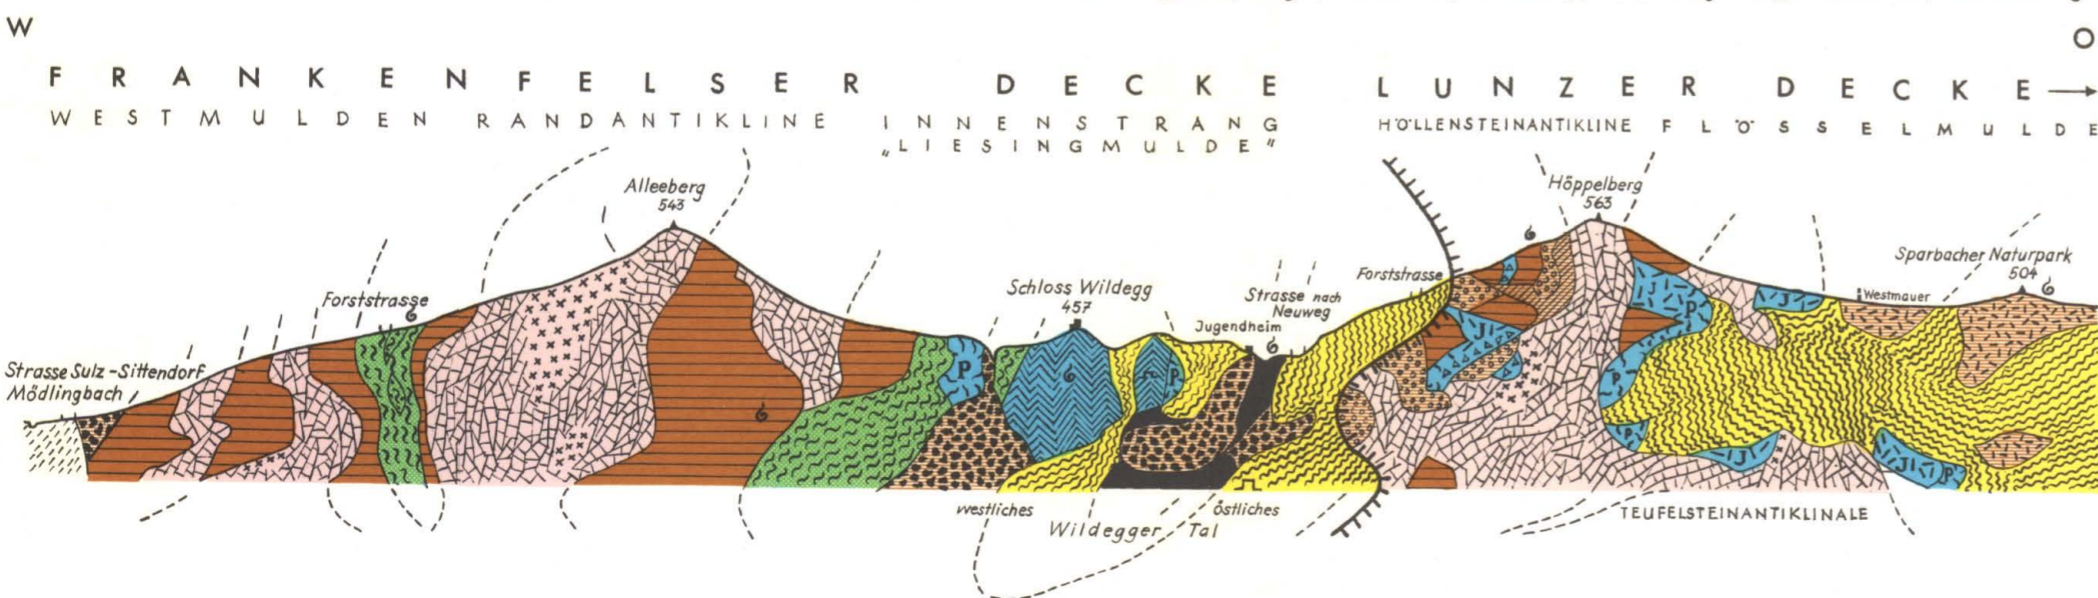 W
O
FRANKENFELSER DECKE LUNZER DECKE
WESTMULDEN RANDANTIKLINE INNENSTRANG HÖLLENSTEINANTIKLINE FLÖSSELMULDE
„LIESINGMULDE"
Alleeberg
543
Höppelberg
563
Sparbacher Naturpark
504
Forststrasse
Schloss Wildegg
457
Strasse nach
Neuweg
Forststrasse
Westmauer
Jugendheim
Strasse Sulz-Sittendorf
Mödlingbach
P
P
J
J
P
J
P
P
J
J
P
westliches
östliches
Wildegger Tal
TEUFELSTEINANTIKLINALE